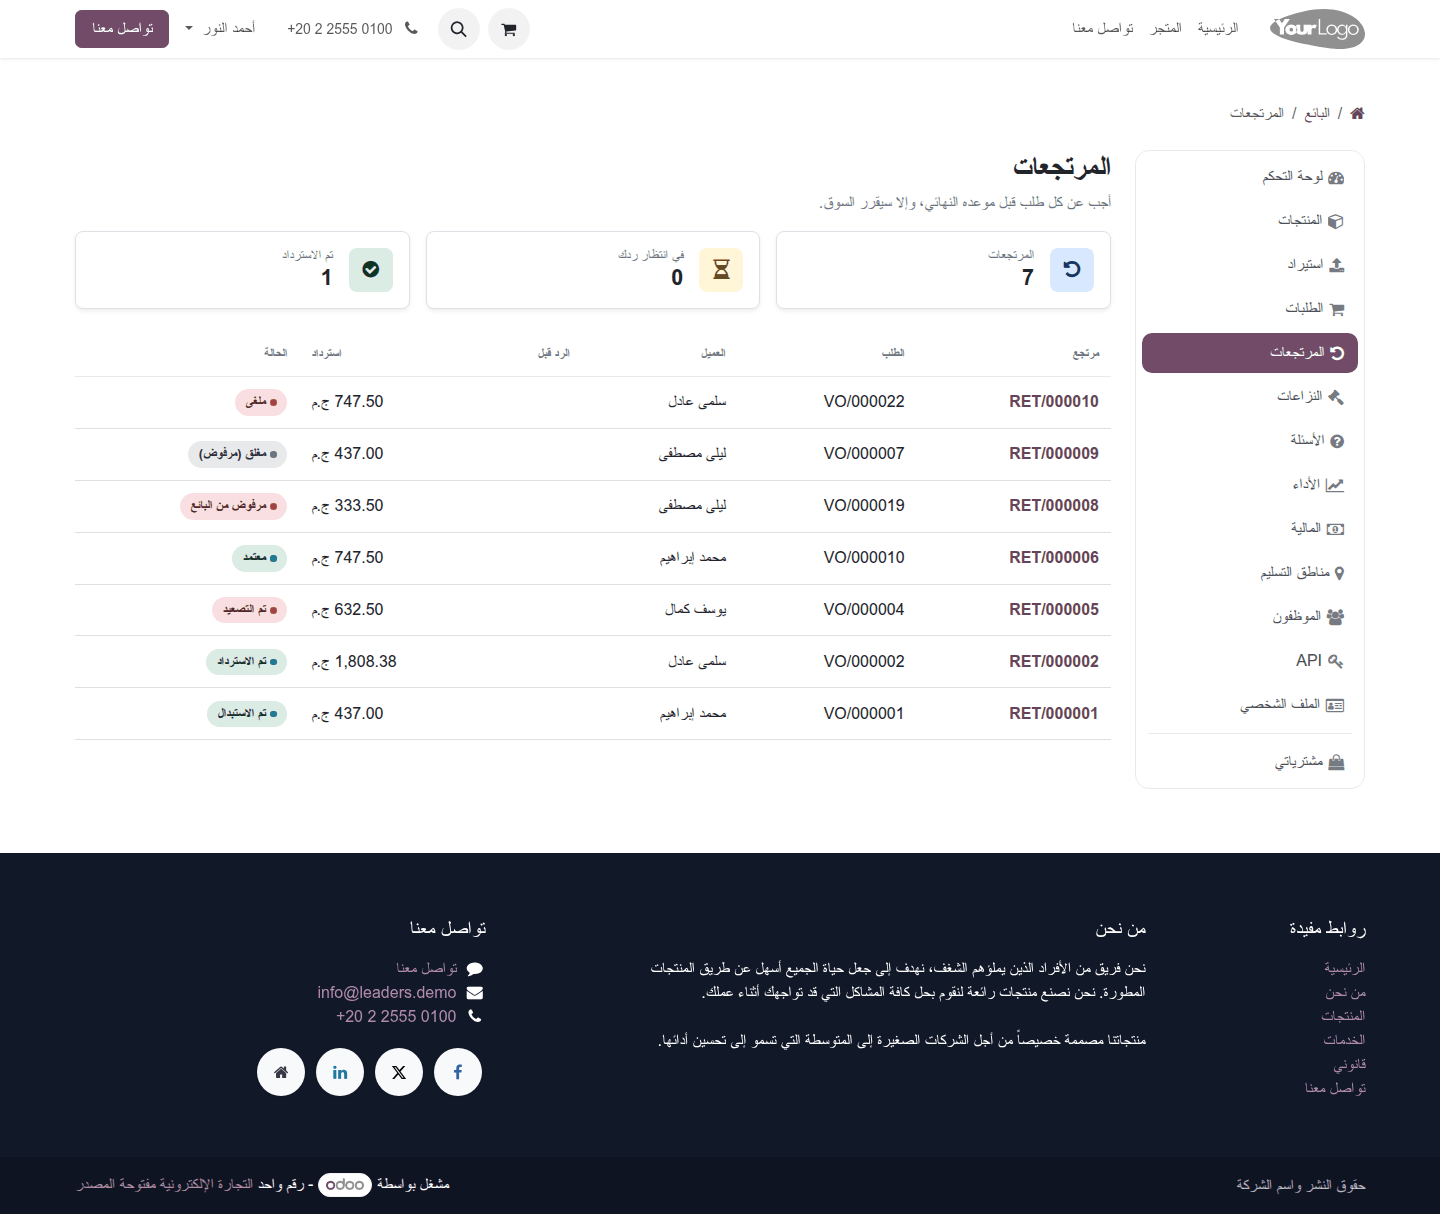 YourLogo
الرئيسية
المتجر
تواصل معنا
+20 2 2555 0100
أحمد النور
تواصل معنا
/ البائع / المرتجعات
لوحة التحكم
المنتجات
استيراد
الطلبات
المرتجعات
النزاعات
الأسئلة
الأداء
المالية
مناطق التسليم
الموظفون
API
الملف الشخصي
مشترياتي
المرتجعات
أجب عن كل طلب قبل موعده النهائي، وإلا سيقرر السوق.
المرتجعات
7
في انتظار ردك
0
تم الاسترداد
1
مرتجع الطلب العميل الرد قبل استرداد الحالة
RET/000010 VO/000022 سلمى عادل 747.50 ج.م ملغى
RET/000009 VO/000007 ليلى مصطفى 437.00 ج.م مغلق (مرفوض)
RET/000008 VO/000019 ليلى مصطفى 333.50 ج.م مرفوض من البائع
RET/000006 VO/000010 محمد إبراهيم 747.50 ج.م معتمد
RET/000005 VO/000004 يوسف كمال 632.50 ج.م تم التصعيد
RET/000002 VO/000002 سلمى عادل 1,808.38 ج.م تم الاسترداد
RET/000001 VO/000001 محمد إبراهيم 437.00 ج.م تم الاستبدال
روابط مفيدة
الرئيسية
من نحن
المنتجات
الخدمات
قانوني
تواصل معنا
من نحن
نحن فريق من الأفراد الذين يملؤهم الشغف، نهدف إلى جعل حياة الجميع أسهل عن طريق المنتجات
المطورة. نحن نصنع منتجات رائعة لنقوم بحل كافة المشاكل التي قد تواجهك أثناء عملك.
منتجاتنا مصممة خصيصاً من أجل الشركات الصغيرة إلى المتوسطة التي تسمو إلى تحسين أدائها.
تواصل معنا
تواصل معنا
info@leaders.demo
+20 2 2555 0100
حقوق النشر واسم الشركة
مشغل بواسطة odoo - رقم واحد التجارة الإلكترونية مفتوحة المصدر